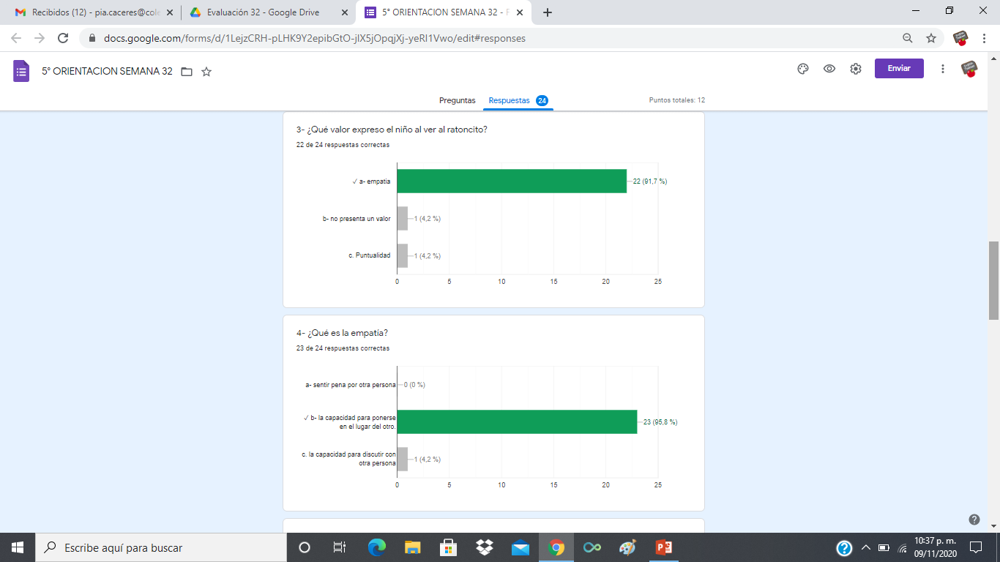 Recibidos (12) - pia.caceres@cole
Evaluación 32 - Google Drive
5° ORIENTACION SEMANA 32 - F
docs.google.com/forms/d/1LejzCRH-pLHK9Y2epibGtO-jlX5jOpqjXj-yeRI1Vwo/edit#responses
5° ORIENTACION SEMANA 32
Enviar
Preguntas
Respuestas 24
Puntos totales: 12
3- ¿Qué valor expreso el niño al ver al ratoncito?
22 de 24 respuestas correctas
✓ a- empatia
22 (91,7 %)
b- no presenta un valor
1 (4,2 %)
c. Puntualidad
1 (4,2 %)
0 5 10 15 20 25
4- ¿Qué es la empatía?
23 de 24 respuestas correctas
a- sentir pena por otra persona
0 (0 %)
✓ b- la capacidad para ponerse
en el lugar del otro.
23 (95,8 %)
c. la capacidad para discutir con
otra persona
1 (4,2 %)
0 5 10 15 20 25
Escribe aquí para buscar
10:37 p. m.
09/11/2020